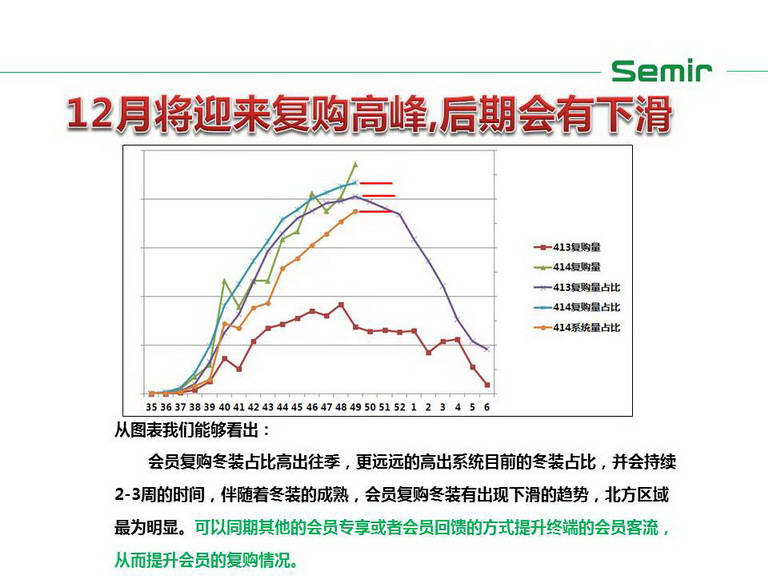 Semir
12月将迎来复购高峰,后期会有下滑
413复购量
414复购量
413复购量占比
414复购量占比
414系统量占比
35 36 37 38 39 40 41 42 43 44 45 46 47 48 49 50 51 52 1 2 3 4 5 6
从图表我们能够看出：
会员复购冬装占比高出往季，更远远的高出系统目前的冬装占比，并会持续
2-3周的时间，伴随着冬装的成熟，会员复购冬装有出现下滑的趋势，北方区域
最为明显。可以同期其他的会员专享或者会员回馈的方式提升终端的会员客流，
从而提升会员的复购情况。